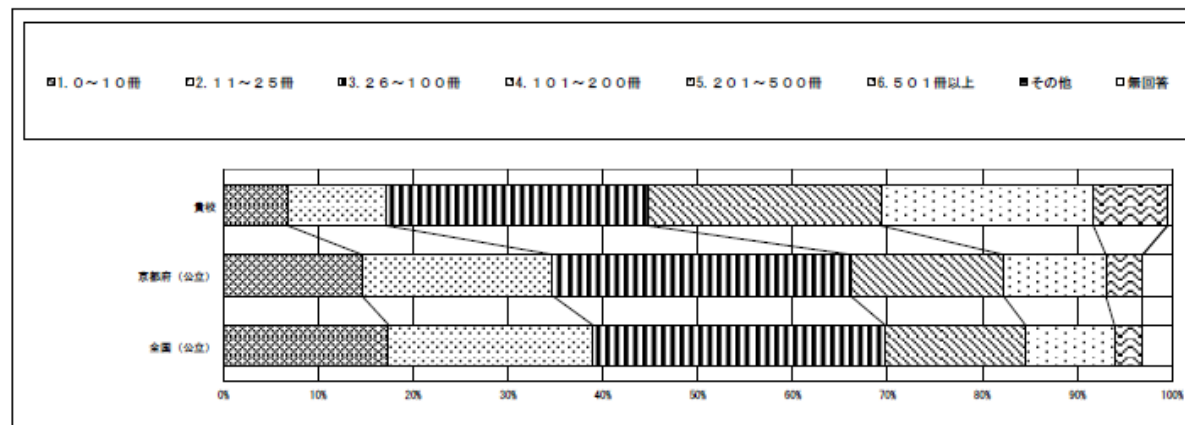 1.０～１０冊 2.１１～２５冊 3.２６～１００冊 4.１０１～２００冊 5.２０１～５００冊 6.５０１冊以上 その他 無回答
貴校
京都府（公立）
全国（公立）
0% 10% 20% 30% 40% 50% 60% 70% 80% 90% 100%